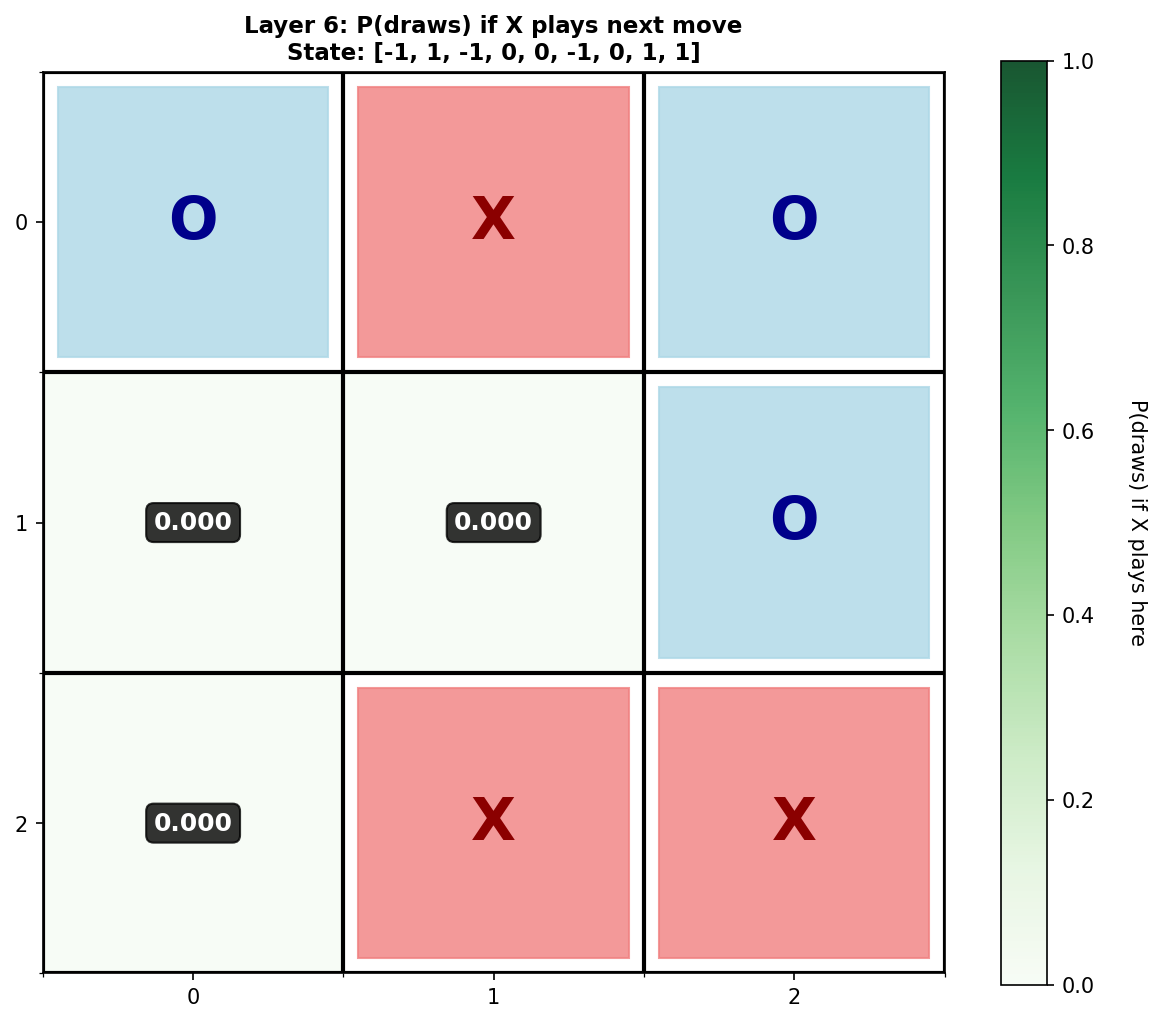 Layer 6: P(draws) if X plays next move
State: [-1, 1, -1, 0, 0, -1, 0, 1, 1]
O
X
O
0
0.000
0.000
O
1
0.000
X
X
2
0
1
2
1.0
0.8
0.6
0.4
0.2
0.0
P(draws) if X plays here